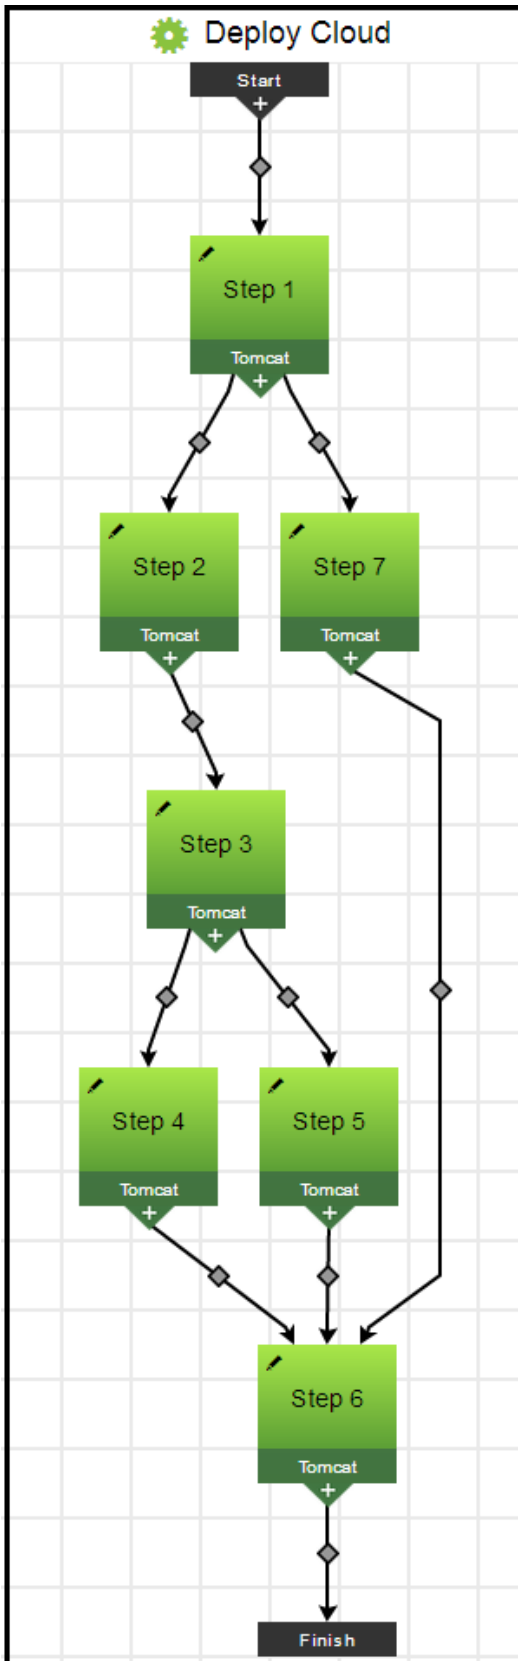 Deploy Cloud
Start
+
Step 1
Tomcat
+
Step 2
Tomcat
+
Step 7
Tomcat
+
Step 3
Tomcat
+
Step 4
Tomcat
+
Step 5
Tomcat
+
Step 6
Tomcat
+
Finish